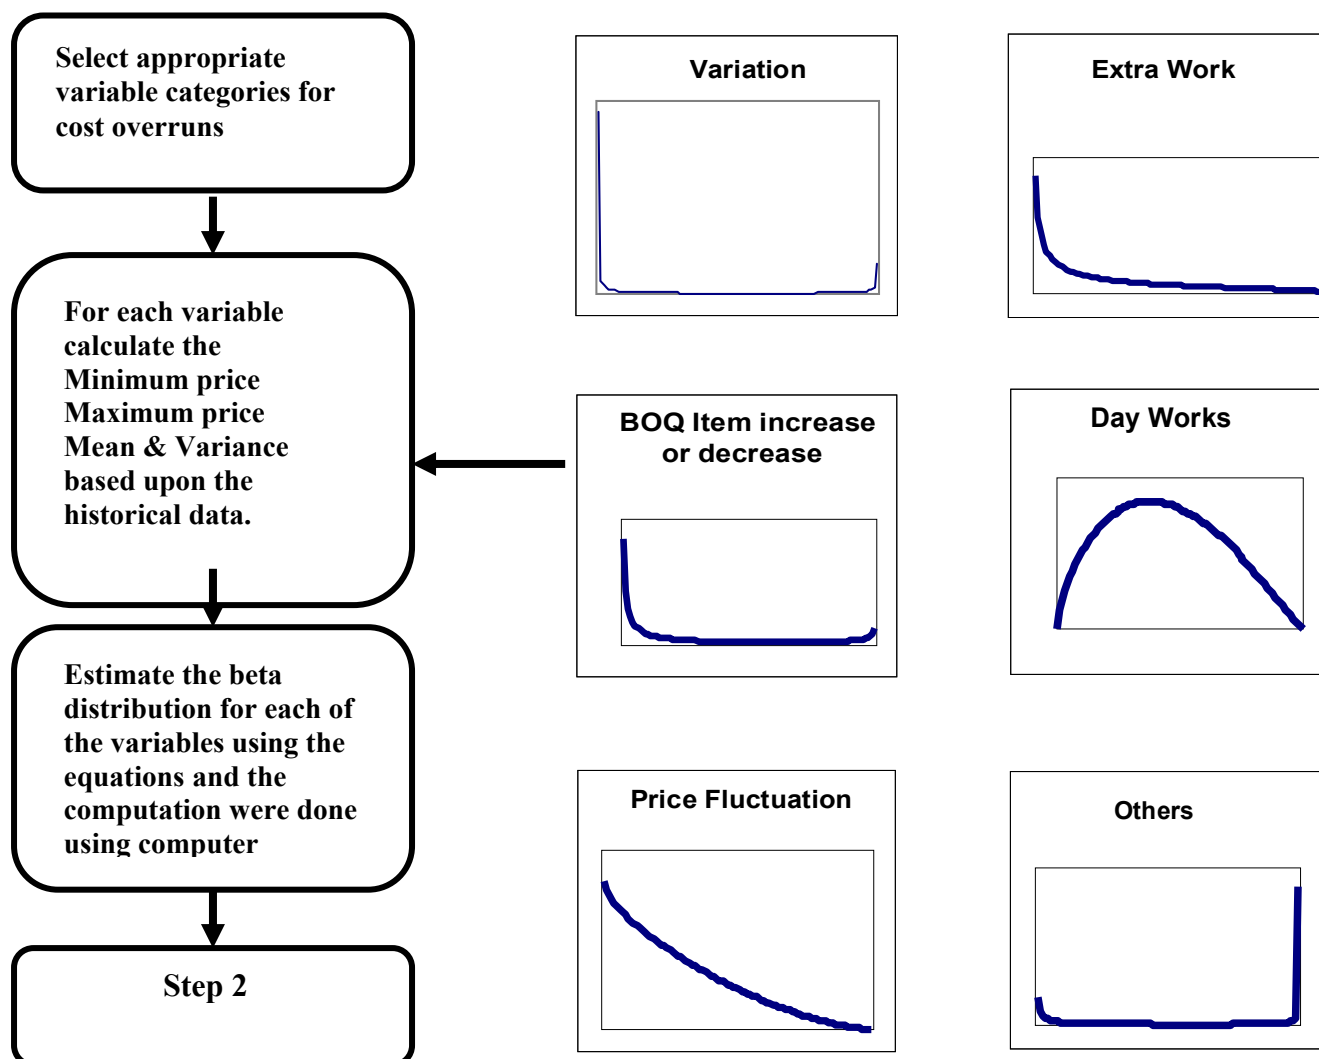 Select appropriate
variable categories for
cost overruns
For each variable
calculate the
Minimum price
Maximum price
Mean & Variance
based upon the
historical data.
Estimate the beta
distribution for each of
the variables using the
equations and the
computation were done
using computer
Step 2
Variation
Extra Work
BOQ Item increase
or decrease
Day Works
Price Fluctuation
Others